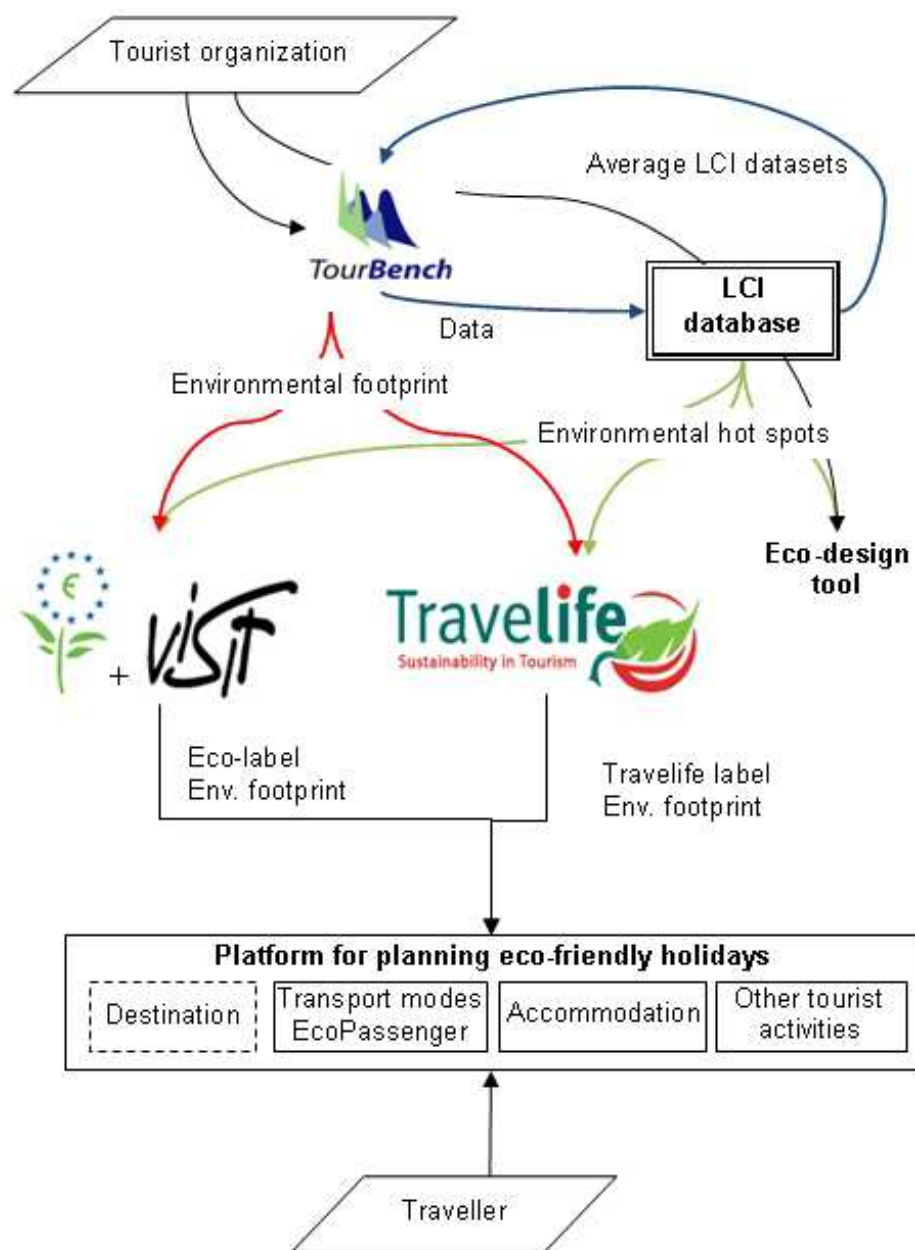 Tourist organization
Average LCI datasets
TourBench
LCI
database
Data
Environmental footprint
Environmental hot spots
Eco-design
tool
€
+
ViSiT
Travelife
Sustainability in Tourism
Eco-label
Env. footprint
Travelife label
Env. footprint
Platform for planning eco-friendly holidays
Destination
Transport modes
EcoPassenger
Accommodation
Other tourist
activities
Traveller